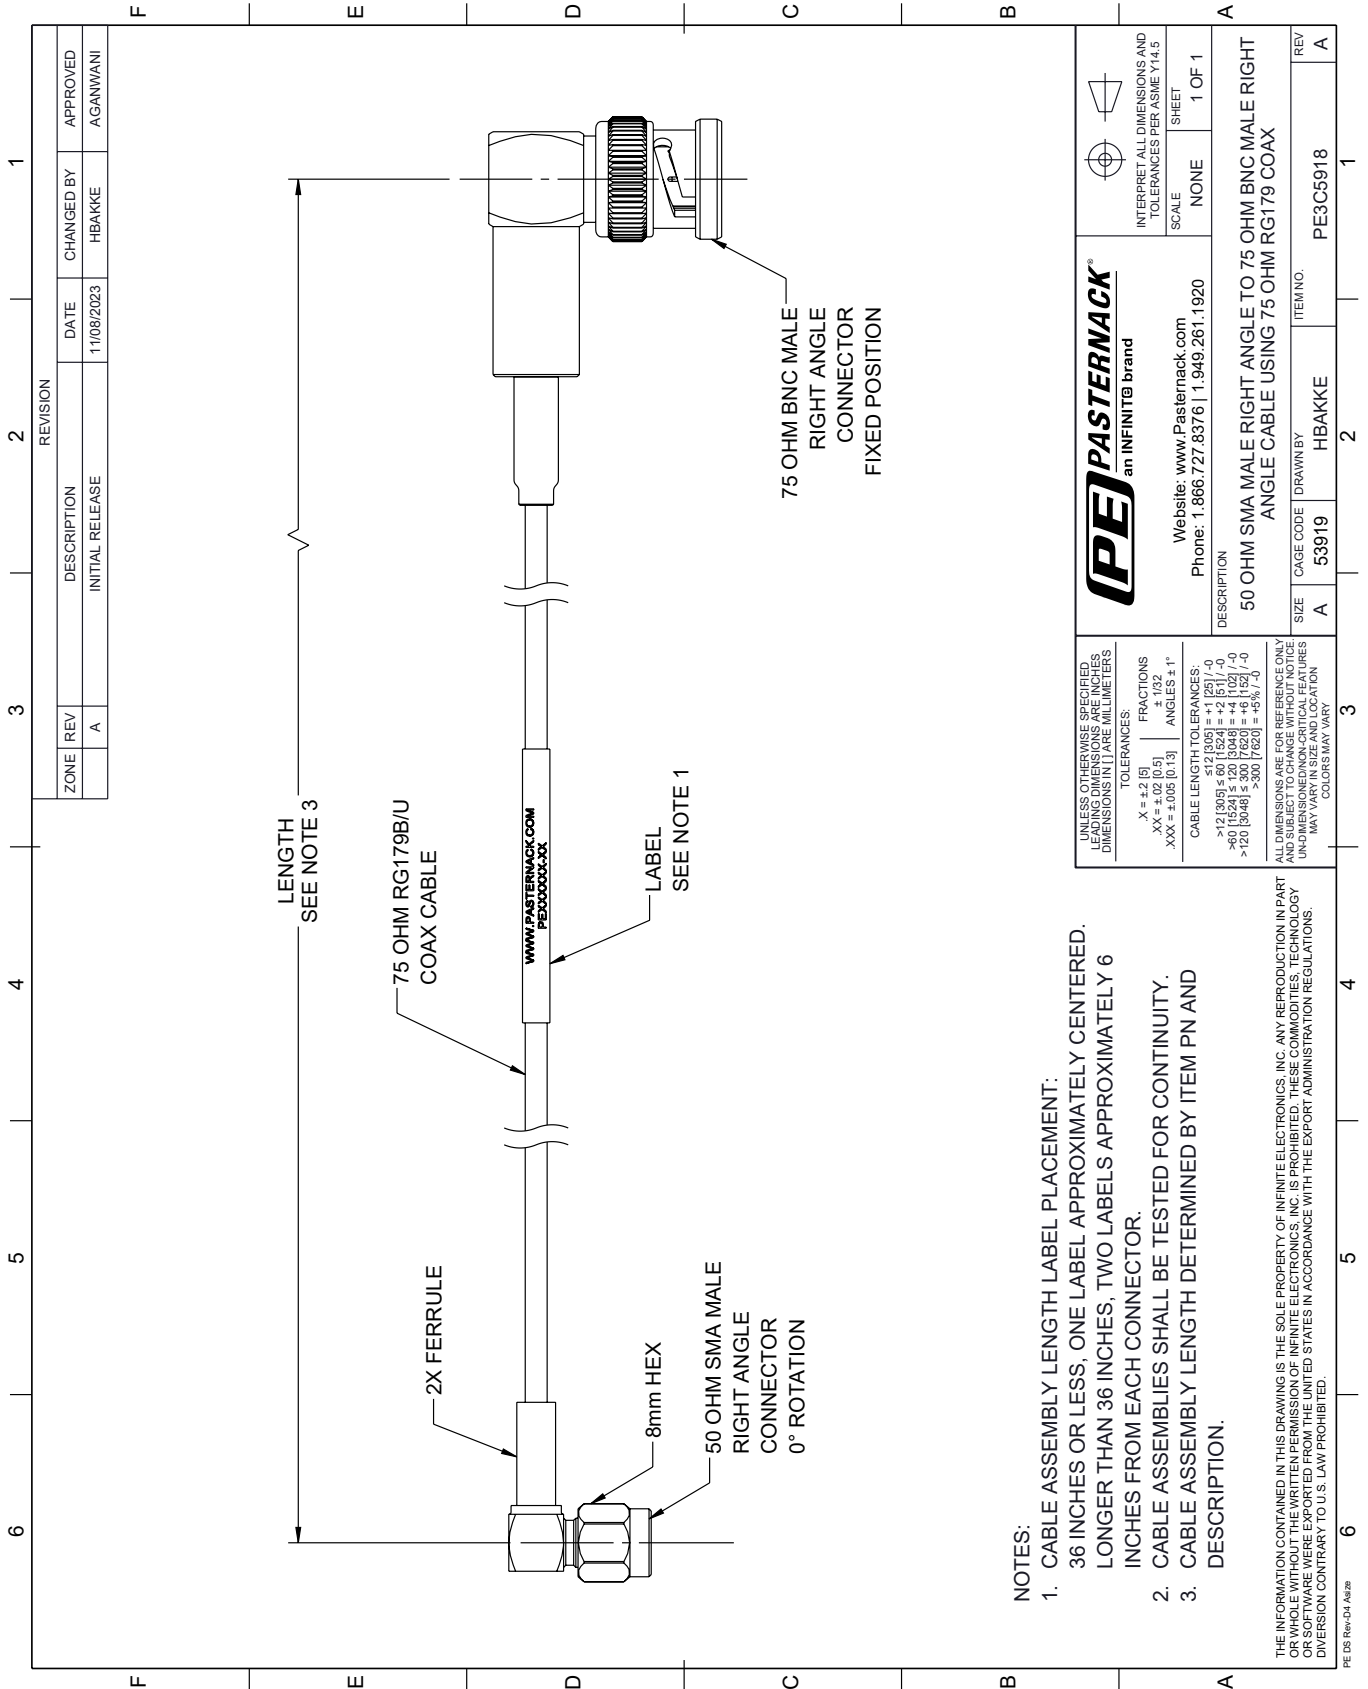 6
5
4
3
2
1
F
E
D
C
B
A
REVISION
ZONE
REV
DESCRIPTION
DATE
CHANGED BY
APPROVED
A
INITIAL RELEASE
11/08/2023
HBAKKE
AGANWANI
LENGTH
SEE NOTE 3
75 OHM RG179B/U
COAX CABLE
2X FERRULE
WWW.PASTERNACK.COM
PEXXXXXX-XX
LABEL
SEE NOTE 1
8mm HEX
50 OHM SMA MALE
RIGHT ANGLE
CONNECTOR
0° ROTATION
75 OHM BNC MALE
RIGHT ANGLE
CONNECTOR
FIXED POSITION
NOTES:
1. CABLE ASSEMBLY LENGTH LABEL PLACEMENT:
36 INCHES OR LESS, ONE LABEL APPROXIMATELY CENTERED.
LONGER THAN 36 INCHES, TWO LABELS APPROXIMATELY 6
INCHES FROM EACH CONNECTOR.
2. CABLE ASSEMBLIES SHALL BE TESTED FOR CONTINUITY.
3. CABLE ASSEMBLY LENGTH DETERMINED BY ITEM PN AND
DESCRIPTION.
THE INFORMATION CONTAINED IN THIS DRAWING IS THE SOLE PROPERTY OF INFINITE ELECTRONICS, INC. ANY REPRODUCTION IN PART
OR WHOLE WITHOUT THE WRITTEN PERMISSION OF INFINITE ELECTRONICS, INC. IS PROHIBITED. THESE COMMODITIES, TECHNOLOGY
OR SOFTWARE WERE EXPORTED FROM THE UNITED STATES IN ACCORDANCE WITH THE EXPORT ADMINISTRATION REGULATIONS.
DIVERSION CONTRARY TO U.S. LAW PROHIBITED.
UNLESS OTHERWISE SPECIFIED
LEADING DIMENSIONS ARE INCHES
DIMENSIONS IN [ ] ARE MILLIMETERS
TOLERANCES:
.X = ±.2 [5]
.XX = ±.02 [0.5]
.XXX = ±.005 [0.13]
FRACTIONS
± 1/32
ANGLES ± 1°
CABLE LENGTH TOLERANCES:
≤12 [305] = +1 [25] / -0
>12 [305] ≤ 60 [1524] = +2 [51] / -0
>60 [1524] ≤ 120 [3048] = +4 [102] / -0
>120 [3048] ≤ 300 [7620] = +6 [152] / -0
>300 [7620] = +5% / -0
ALL DIMENSIONS ARE FOR REFERENCE ONLY
AND SUBJECT TO CHANGE WITHOUT NOTICE.
UN-DIMENSIONED/NON-CRITICAL FEATURES
MAY VARY IN SIZE AND LOCATION
COLORS MAY VARY
PE PASTERNACK®
an INFINIT@ brand
Website: www.Pasternack.com
Phone: 1.866.727.8376 | 1.949.261.1920
INTERPRET ALL DIMENSIONS AND
TOLERANCES PER ASME Y14.5
SCALE
NONE
SHEET
1 OF 1
DESCRIPTION
50 OHM SMA MALE RIGHT ANGLE TO 75 OHM BNC MALE RIGHT
ANGLE CABLE USING 75 OHM RG179 COAX
SIZE
A
CAGE CODE
53919
DRAWN BY
HBAKKE
ITEM NO.
PE3C5918
REV
A
F
E
D
C
B
A
6
5
4
3
2
1
PE DS Rev-D4 Asize